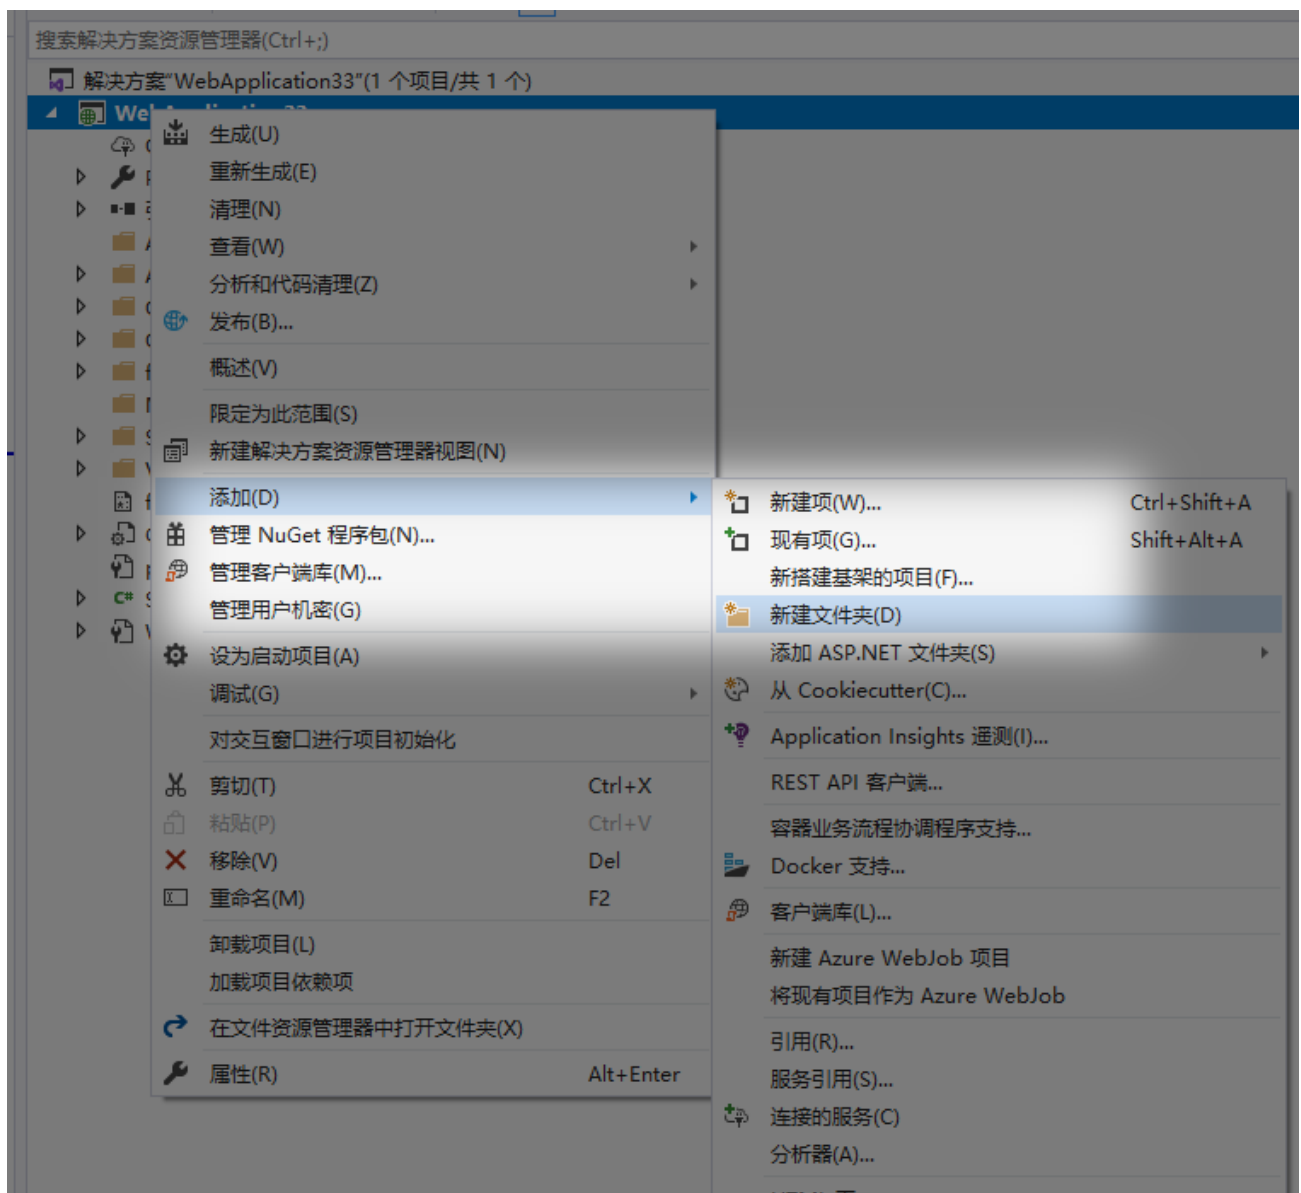 搜索解决方案资源管理器(Ctrl+;)
解决方案"WebApplication33"(1 个项目/共 1 个)
生成(U)
重新生成(E)
清理(N)
查看(W)
分析和代码清理(Z)
发布(B)...
概述(V)
限定为此范围(S)
新建解决方案资源管理器视图(N)
添加(D)
管理 NuGet 程序包(N)...
管理客户端库(M)...
管理用户机密(G)
设为启动项目(A)
调试(G)
对交互窗口进行项目初始化
剪切(T) Ctrl+X
粘贴(P) Ctrl+V
移除(V) Del
重命名(M) F2
卸载项目(L)
加载项目依赖项
在文件资源管理器中打开文件夹(X)
属性(R) Alt+Enter
新建项(W)... Ctrl+Shift+A
现有项(G)... Shift+Alt+A
新搭建基架的项目(F)...
新建文件夹(D)
添加 ASP.NET 文件夹(S)
从 Cookiecutter(C)...
Application Insights 遥测(I)...
REST API 客户端...
容器业务流程协调程序支持...
Docker 支持...
客户端库(L)...
新建 Azure WebJob 项目
将现有项目作为 Azure WebJob
引用(R)...
服务引用(S)...
连接的服务(C)
分析器(A)...